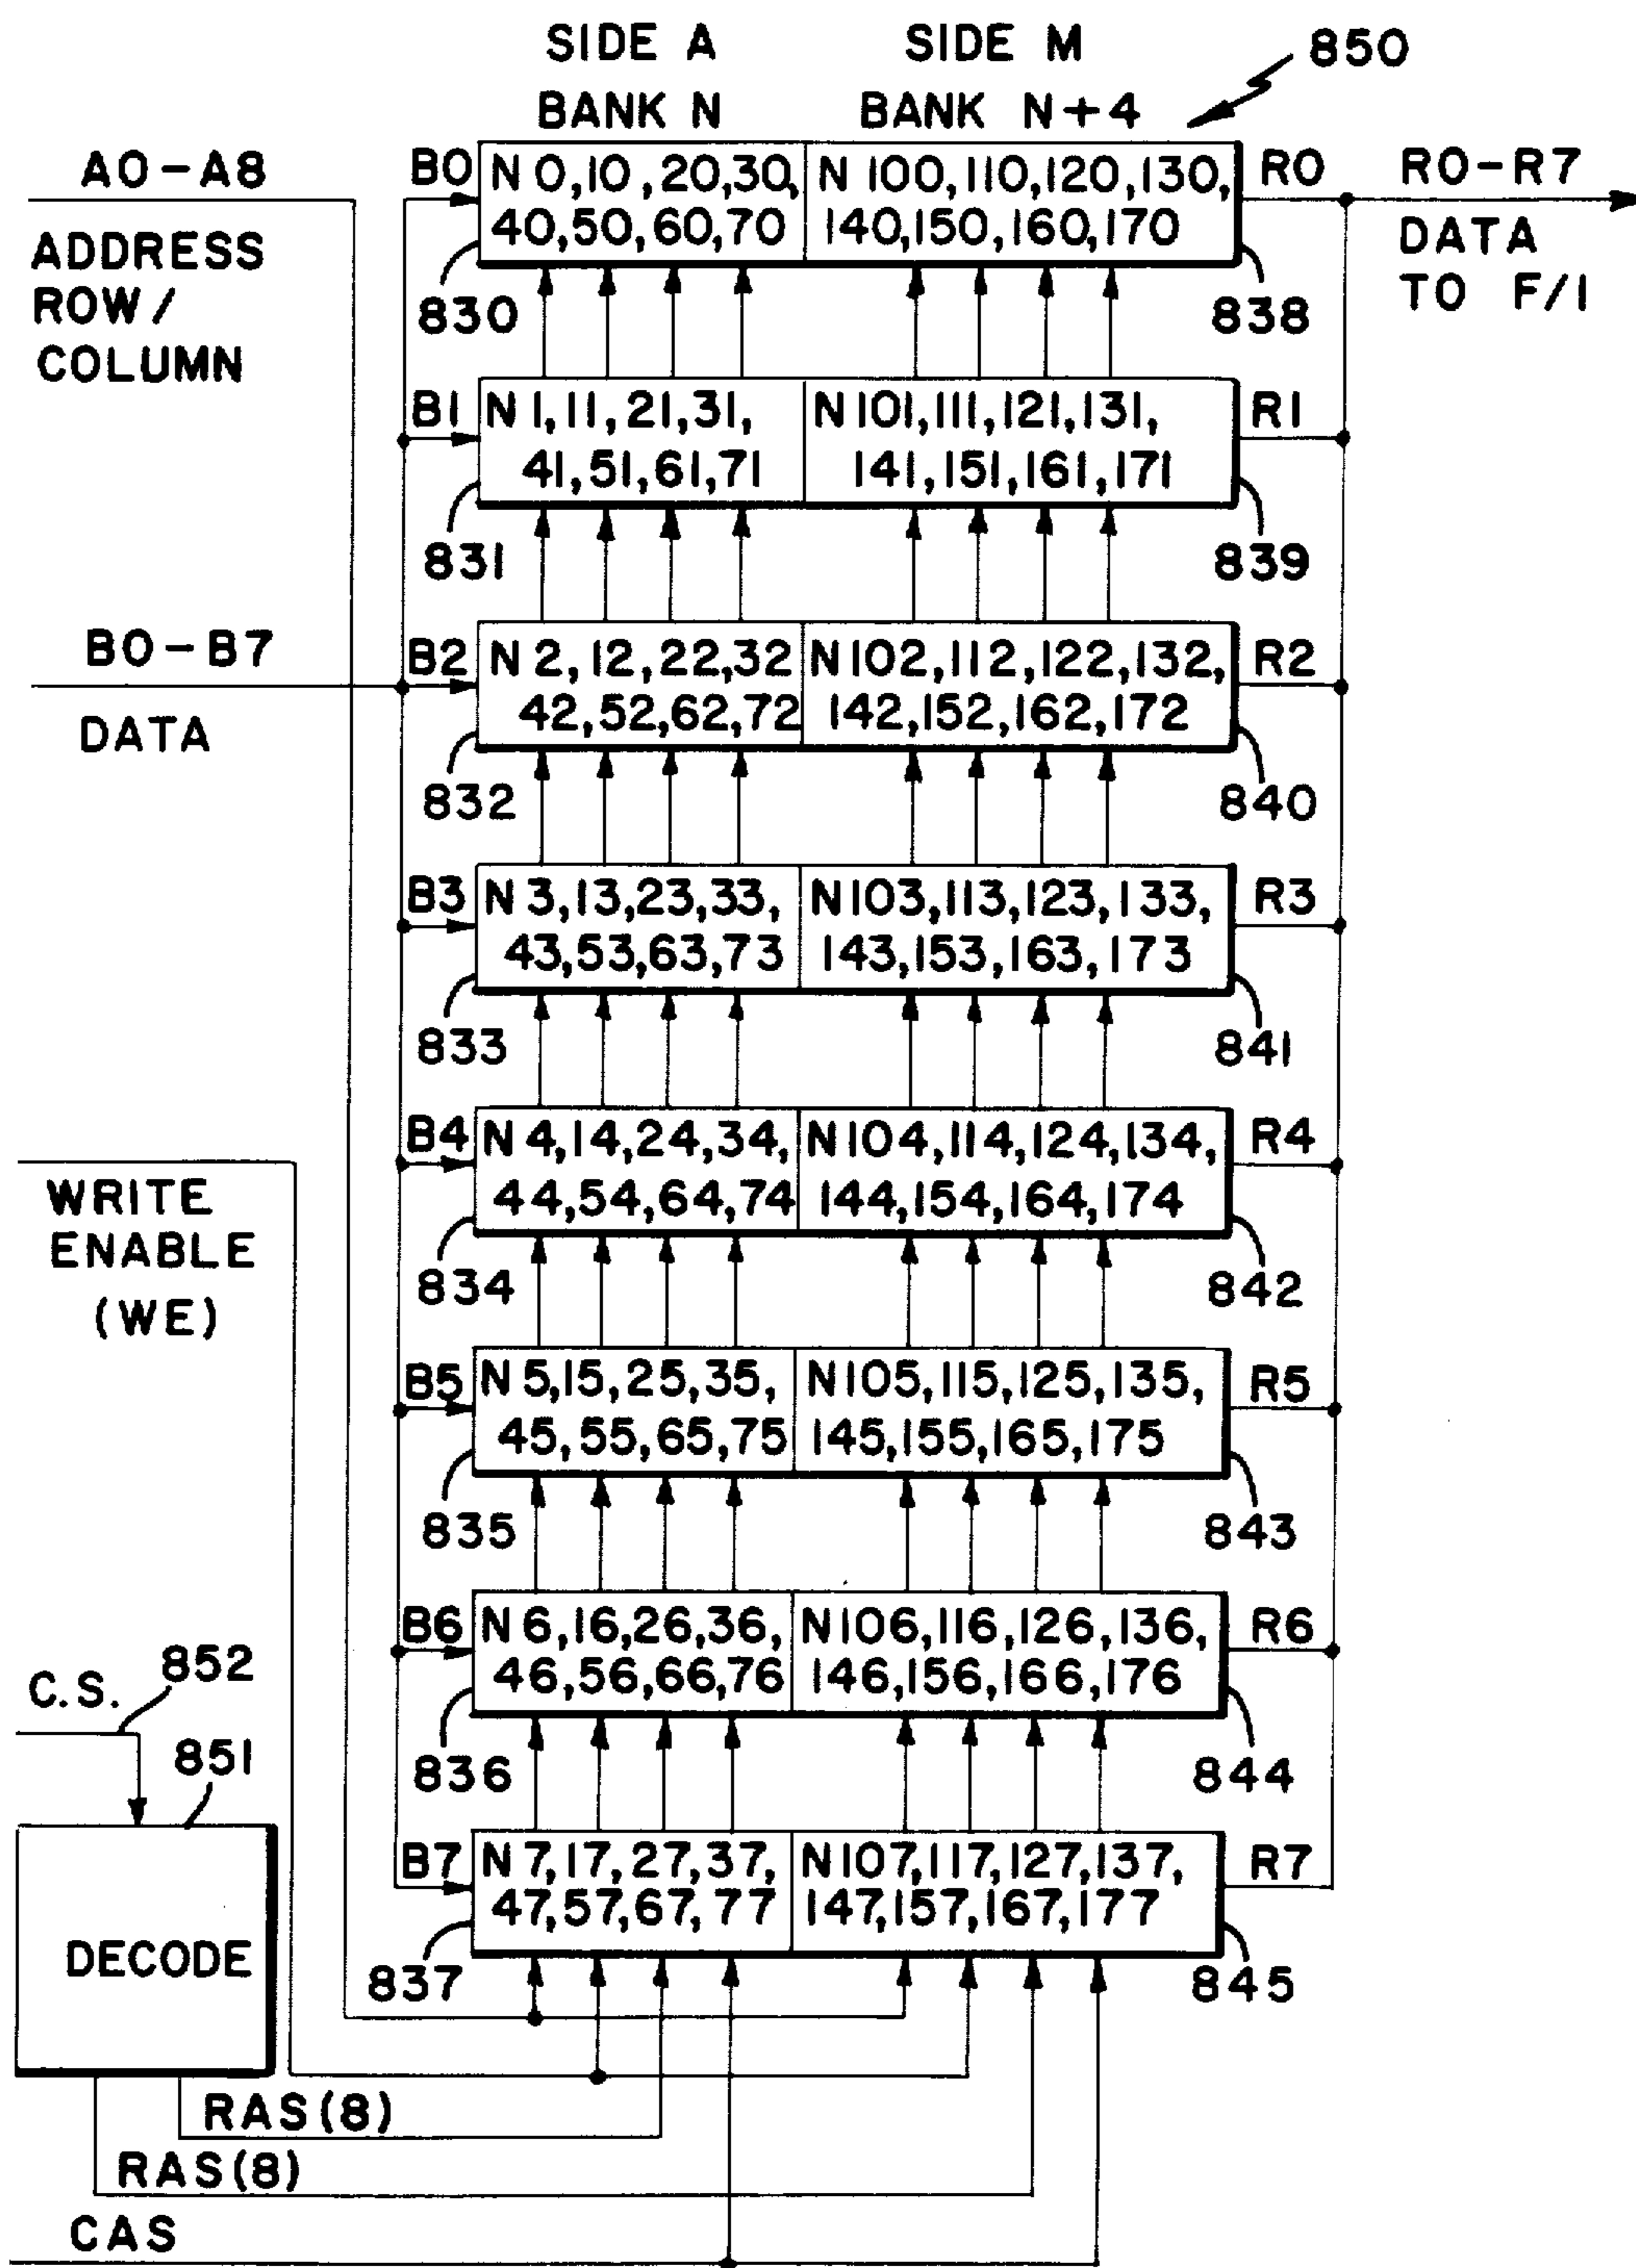 SIDE A SIDE M
850
BANK N BANK N+4
A0-A8
ADDRESS
ROW/
COLUMN
B0 N 0,10,20,30, N 100,110,120,130, R0
40,50,60,70 140,150,160,170
R0-R7
DATA
TO F/I
830 838
B1 N 1,11,21,31, N101,111,121,131, R1
41,51,61,71 141,151,161,171
831 839
B0-B7
DATA
B2 N 2,12,22,32 N102,112,122,132, R2
42,52,62,72 142,152,162,172
832 840
B3 N 3,13,23,33, N103,113,123,133, R3
43,53,63,73 143,153,163,173
833 841
B4 N 4,14,24,34, N104,114,124,134, R4
44,54,64,74 144,154,164,174
WRITE
ENABLE
(WE)
834 842
B5 N 5,15,25,35, N105,115,125,135, R5
45,55,65,75 145,155,165,175
835 843
B6 N 6,16,26,36, N106,116,126,136, R6
46,56,66,76 146,156,166,176
C.S. 852
851
836 844
B7 N 7,17,27,37, N107,117,127,137, R7
47,57,67,77 147,157,167,177
DECODE
837 845
RAS(8)
RAS(8)
CAS